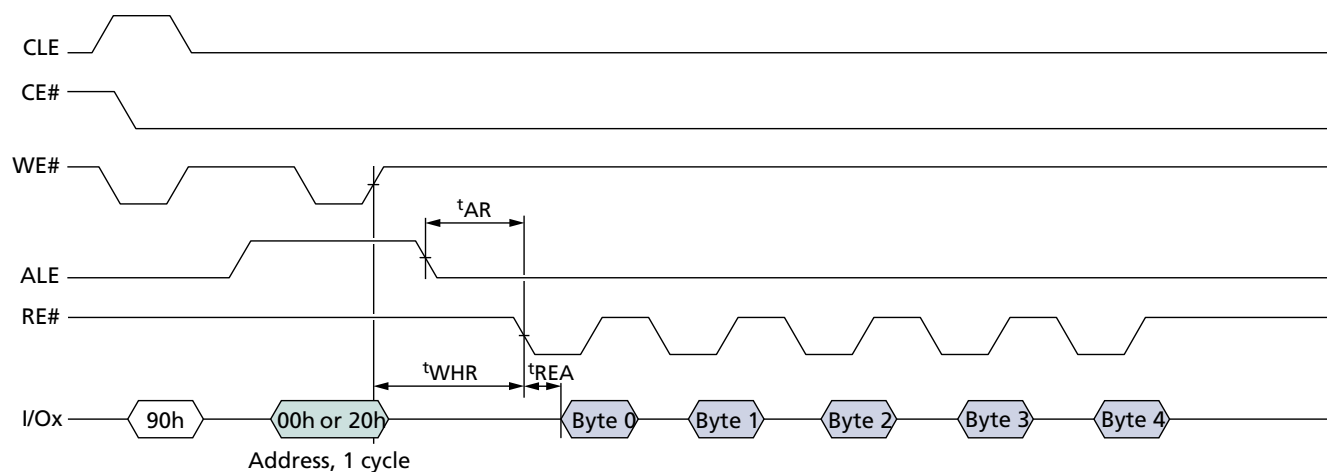 CLE
CE#
WE#
tAR
ALE
RE#
tWHR
tREA
I/Ox
90h
00h or 20h
Byte 0
Byte 1
Byte 2
Byte 3
Byte 4
Address, 1 cycle